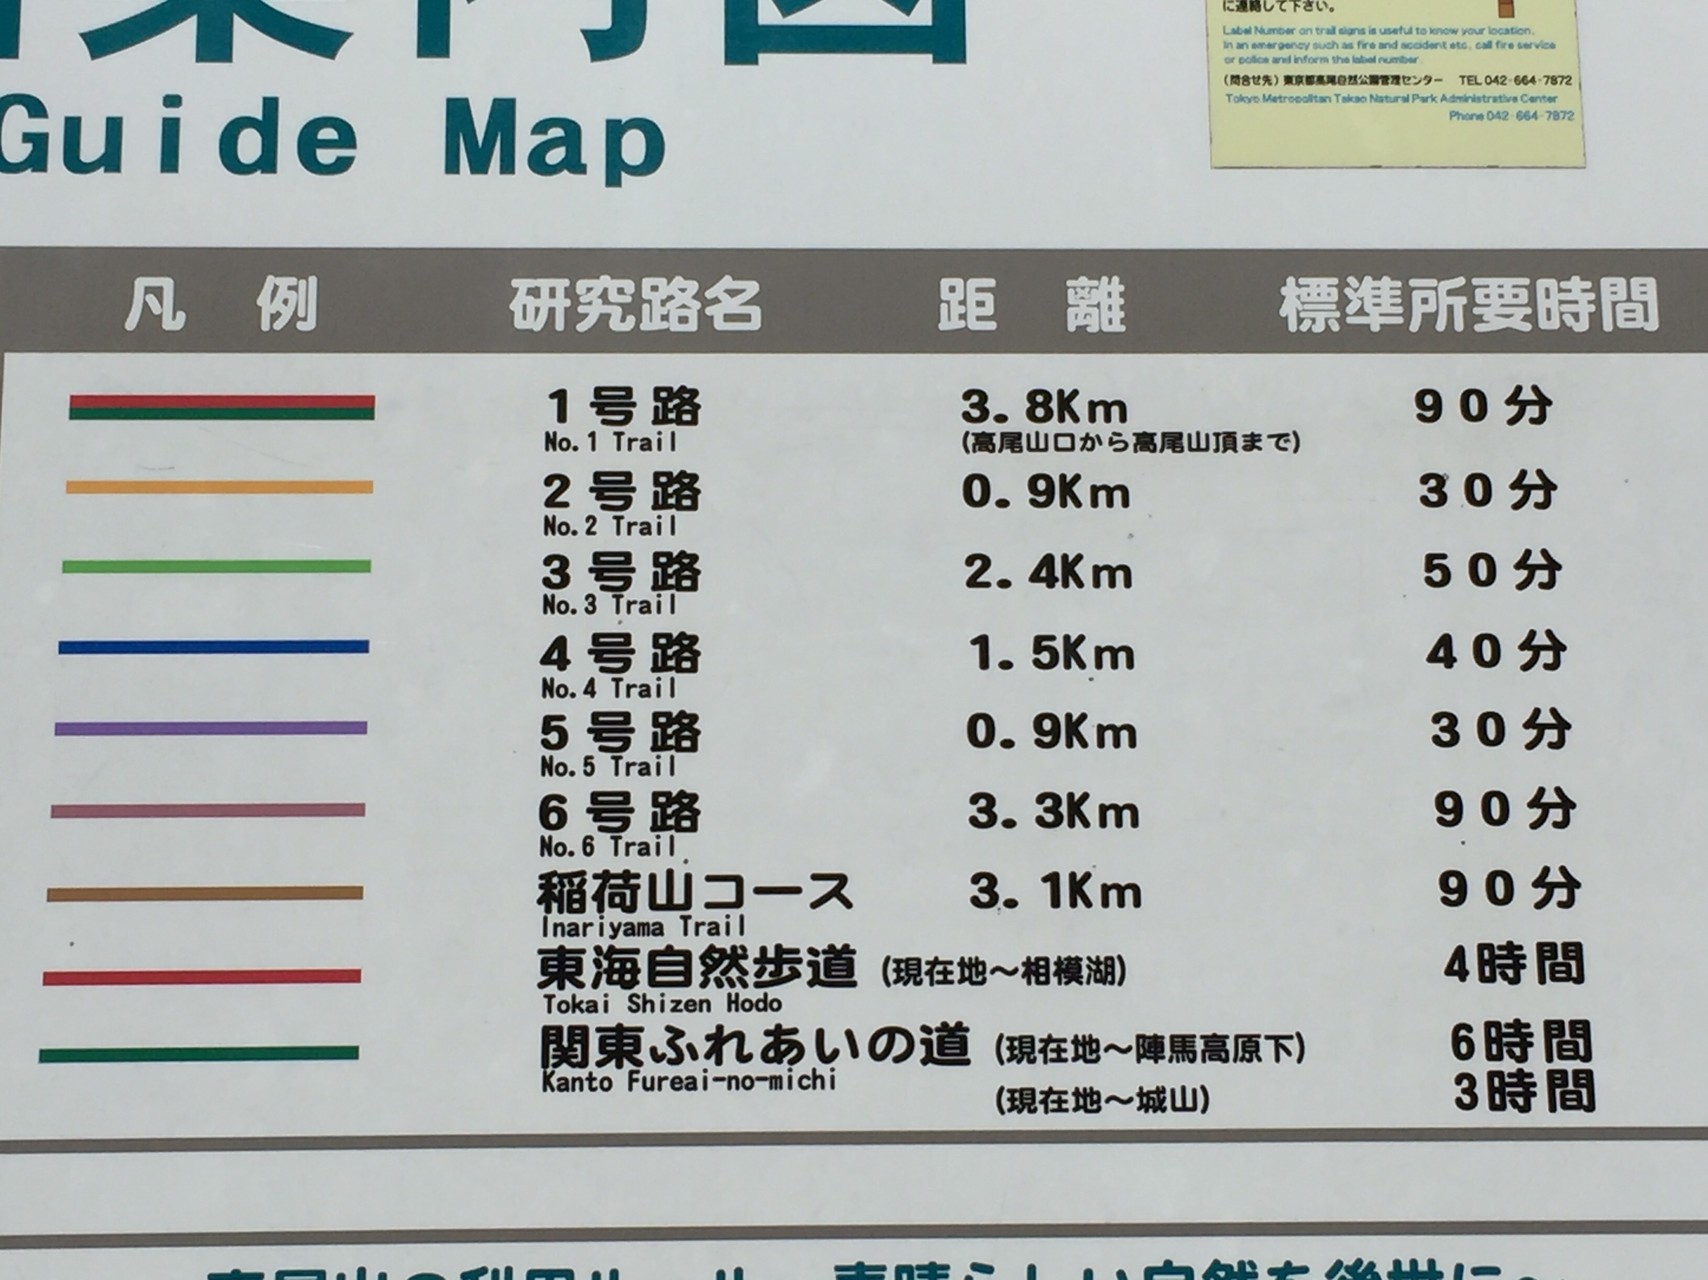 案内図
Guide Map
に連絡して下さい。
Label Number on trail signs is useful to know your location.
In an emergency such as fire and accident etc, call fire service
or police and inform the label number.
(問合せ先)東京都高尾自然公園管理センター TEL 042-664-7872
Tokyo Metropolitan Takao Natural Park Administrative Center
Phone 042-664-7872
凡例 研究路名 距離 標準所要時間
1号路 3.8Km 90分
No.1 Trail (高尾山口から高尾山頂まで)
2号路 0.9Km 30分
No.2 Trail
3号路 2.4Km 50分
No.3 Trail
4号路 1.5Km 40分
No.4 Trail
5号路 0.9Km 30分
No.5 Trail
6号路 3.3Km 90分
No.6 Trail
稲荷山コース 3.1Km 90分
Inariyama Trail
東海自然歩道 (現在地〜相模湖) 4時間
Tokai Shizen Hodo
関東ふれあいの道 (現在地〜陣馬高原下) 6時間
Kanto Fureai-no-michi
(現在地〜城山) 3時間